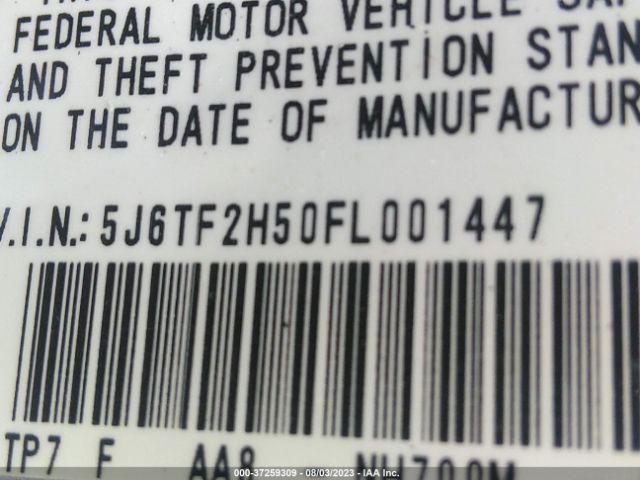 FEDERAL MOTOR VEHICLE
AND THEFT PREVENTION STAN
ON THE DATE OF MANUFACTUR
V.I.N.: 5J6TF2H50FL001447
TP7 F AA8 NH700M
000-37259309 - 08/03/2023 - IAA Inc.